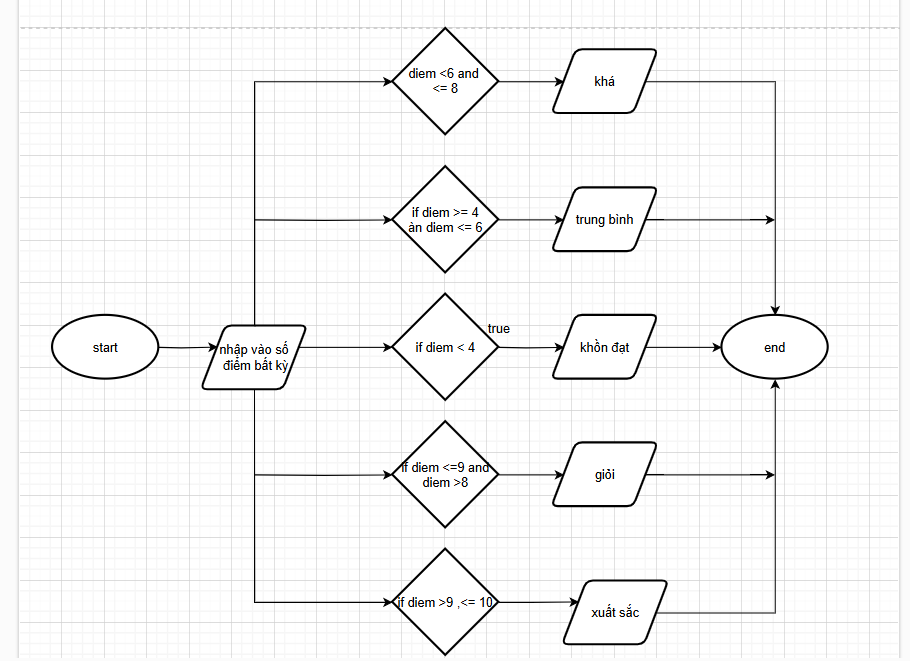 diem <6 and
<= 8
khá
if diem >= 4
àn diem <= 6
trung bình
start
nhập vào số
điểm bất kỳ
if diem < 4
true
khồn đạt
end
if diem <=9 and
diem >8
giỏi
if diem >9 ,<= 10
xuất sắc